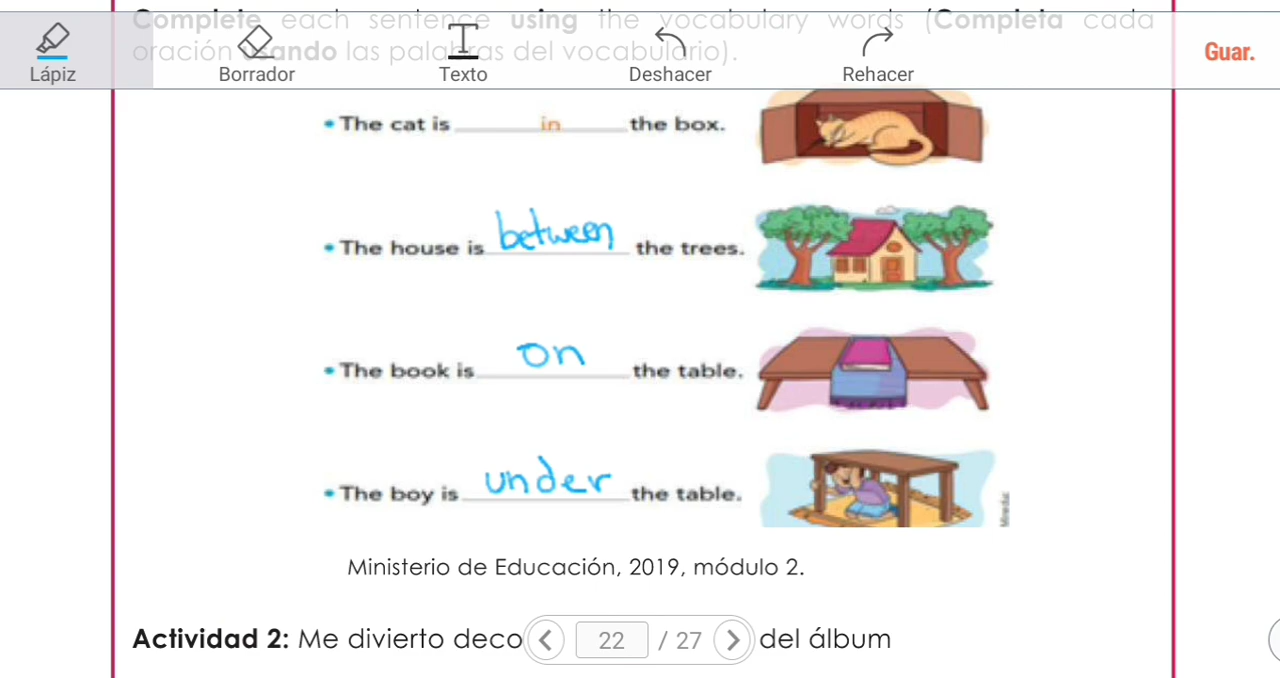 Complete each sentence using the vocabulary words (Completa cada
oración usando las palabras del vocabulario).
Lápiz Borrador Texto Deshacer Rehacer Guar.
• The cat is in the box.
• The house is between the trees.
• The book is on the table.
• The boy is under the table.
Mineduc
Ministerio de Educación, 2019, módulo 2.
Actividad 2: Me divierto deco del álbum
22 / 27